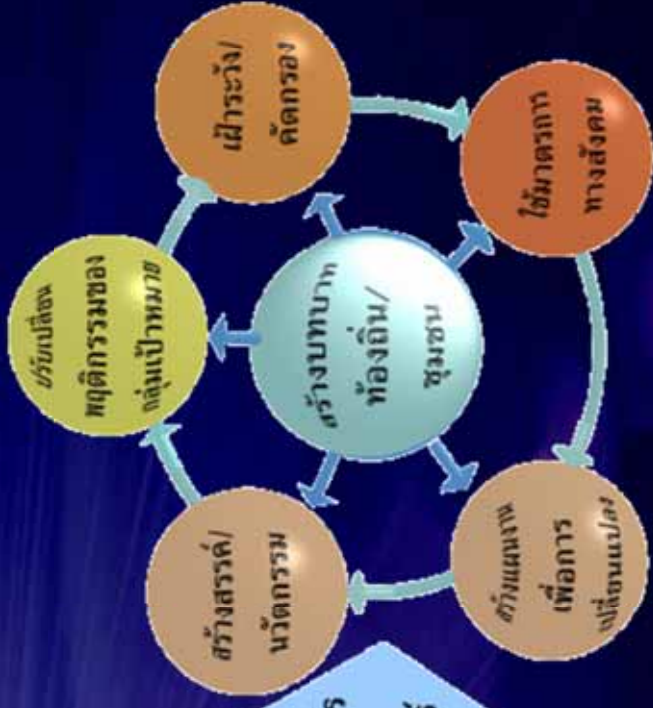 สร้างบทบาท
ท้องถิ่น/
ชุมชน
ปรับเปลี่ยน
พฤติกรรมของ
กลุ่มเป้าหมาย
เฝ้าระวัง/
คัดกรอง
ใช้มาตรการ
ทางสังคม
สร้างแผนงาน
เพื่อการ
เปลี่ยนแปลง
สร้างสรรค์/
นวัตกรรม